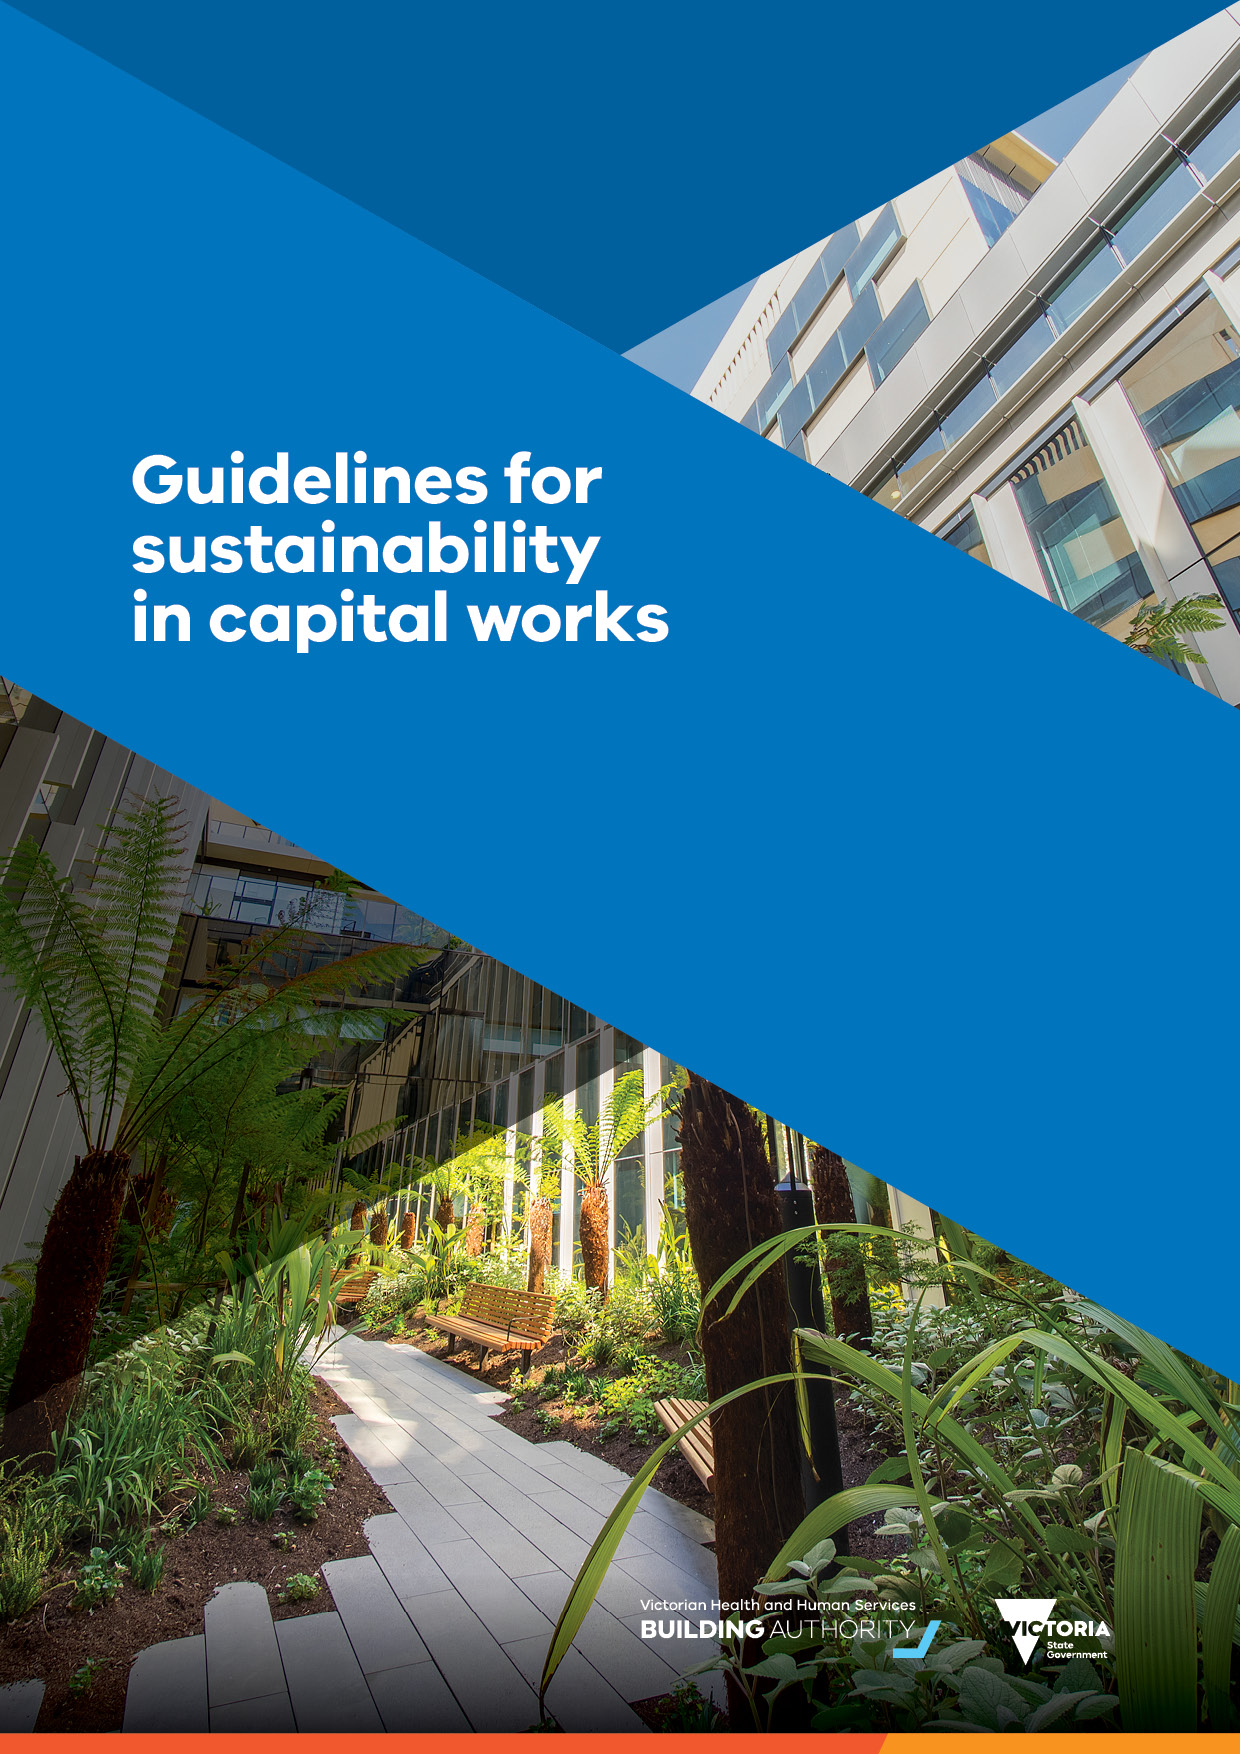 Guidelines for
sustainability
in capital works
Victorian Health and Human Services
BUILDING AUTHORITY
VICTORIA
State
Government